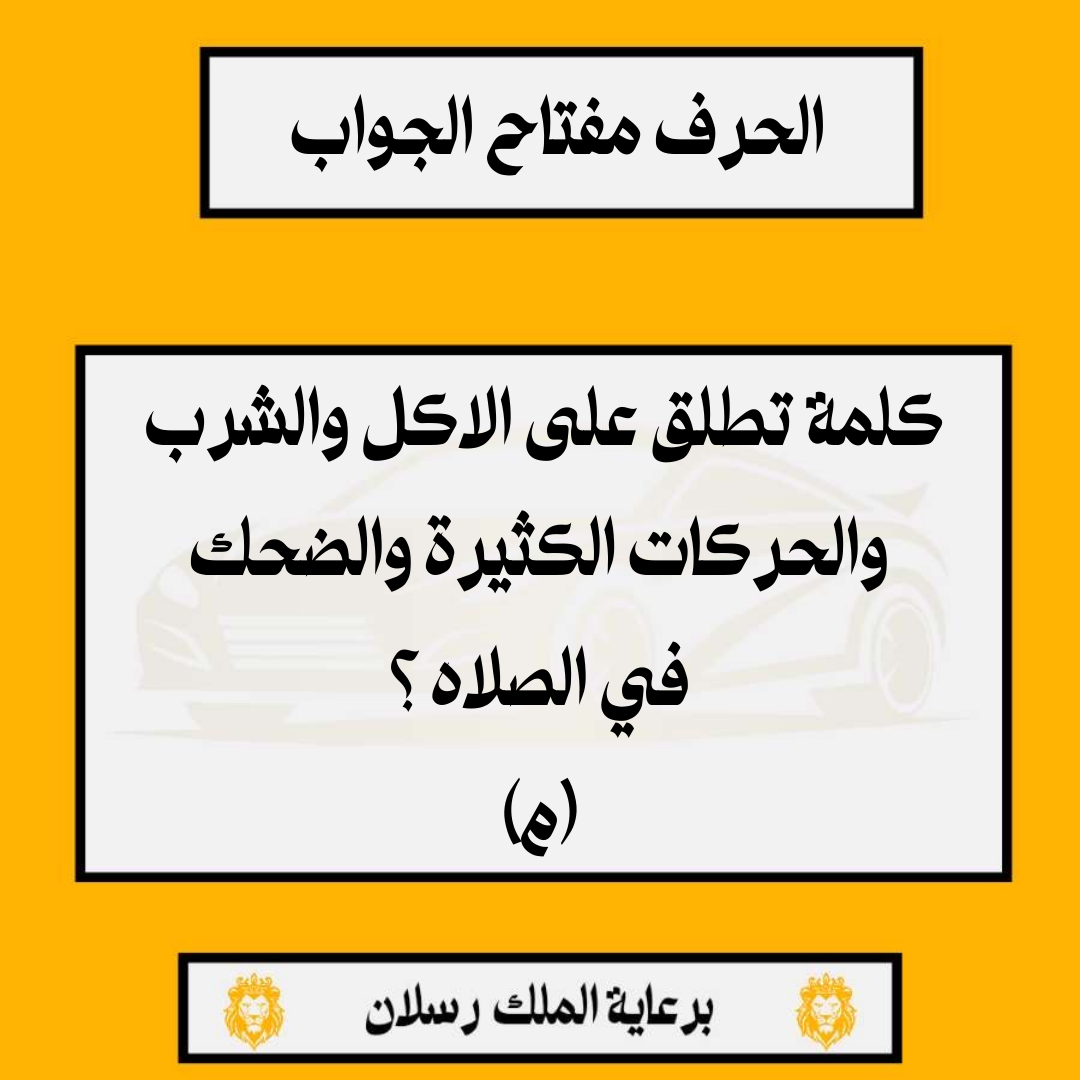 الحرف مفتاح الجواب
كلمة تطلق على الاكل والشرب
والحركات الكثيرة والضحك
في الصلاه ؟
(م)
برعاية الملك رسلان